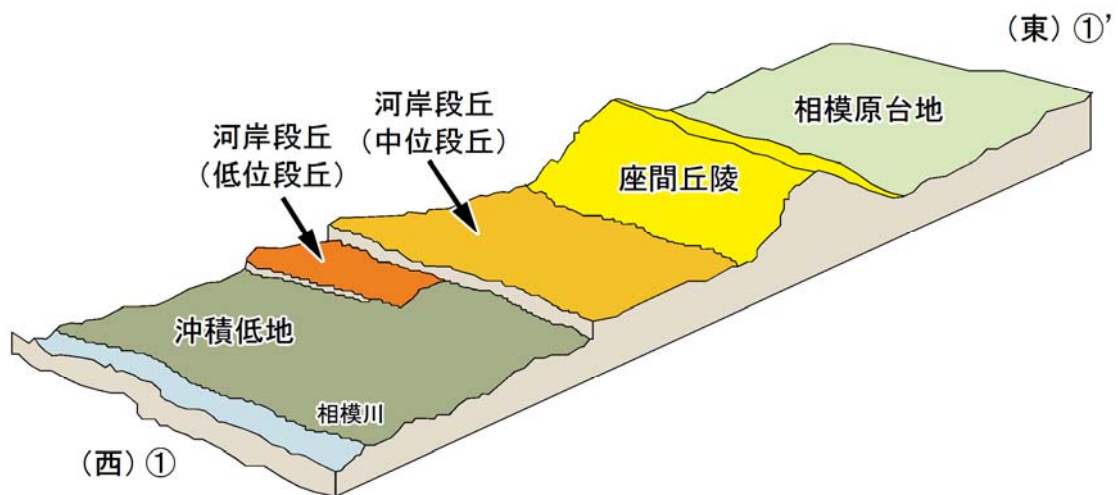 （東）①’
相模原台地
河岸段丘
（中位段丘）
河岸段丘
（低位段丘）
座間丘陵
沖積低地
相模川
（西）①